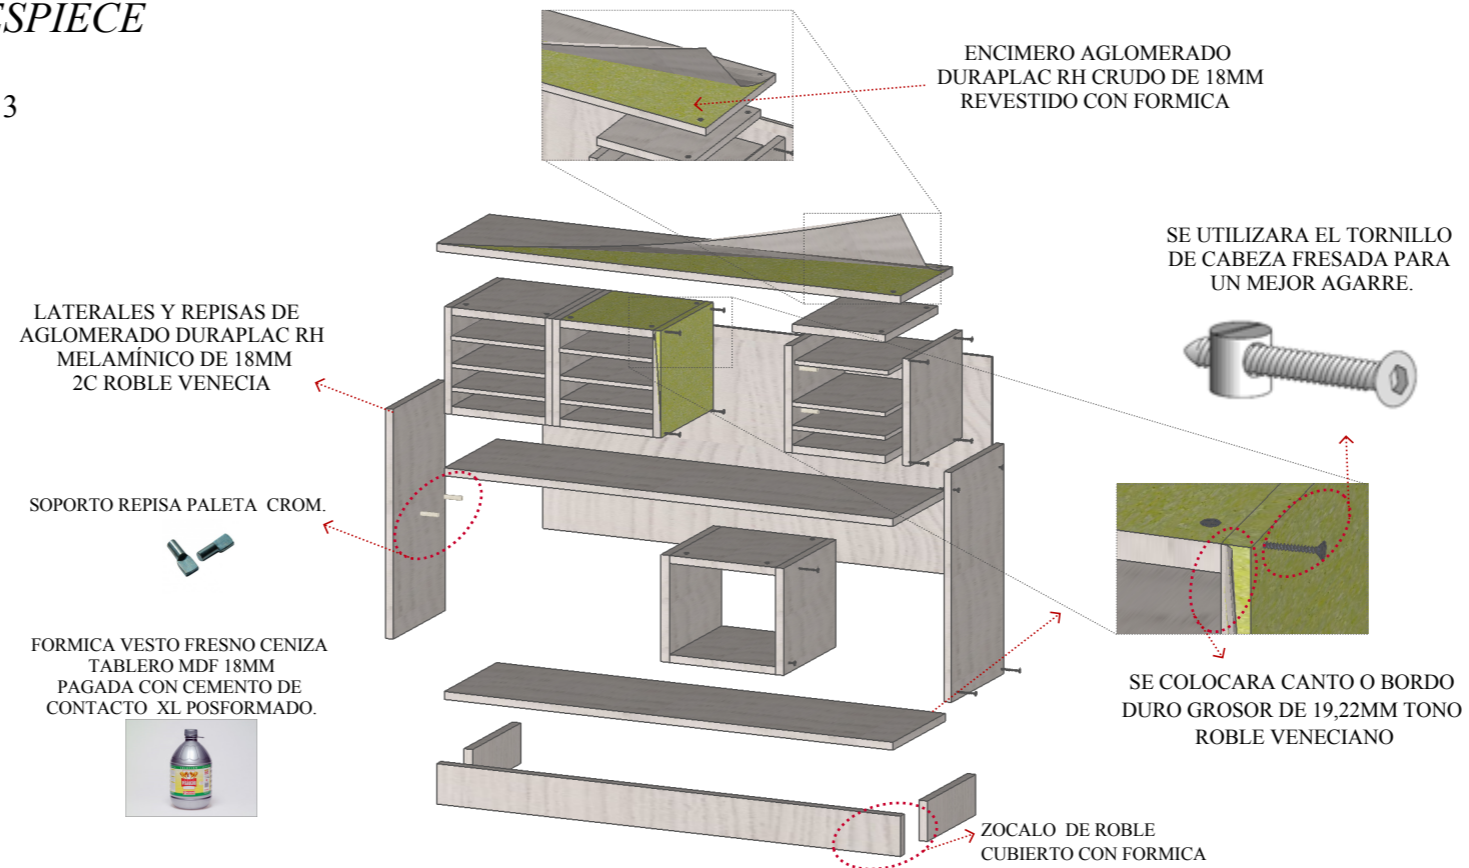 ESPIECE
3
ENCIMERO AGLOMERADO
DURAPLAC RH CRUDO DE 18MM
REVESTIDO CON FORMICA
SE UTILIZARA EL TORNILLO
DE CABEZA FRESADA PARA
UN MEJOR AGARRE.
LATERALES Y REPISAS DE
AGLOMERADO DURAPLAC RH
MELAMÍNICO DE 18MM
2C ROBLE VENECIA
SOPORTO REPISA PALETA CROM.
FORMICA VESTO FRESNO CENIZA
TABLERO MDF 18MM
PAGADA CON CEMENTO DE
CONTACTO XL POSFORMADO.
SE COLOCARA CANTO O BORDO
DURO GROSOR DE 19,22MM TONO
ROBLE VENECIANO
ZOCALO DE ROBLE
CUBIERTO CON FORMICA